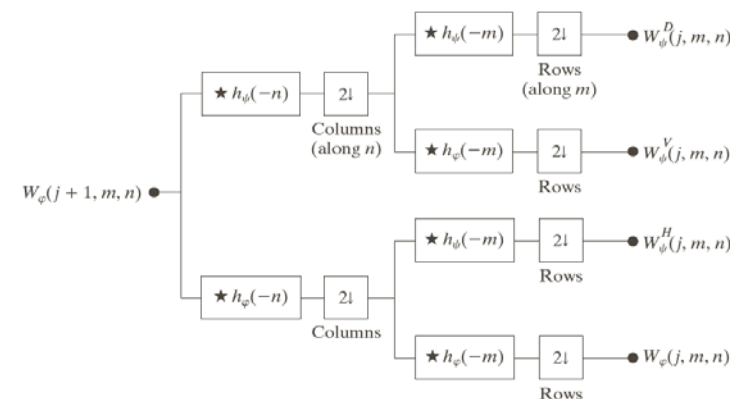 ★ h_ψ(−m)
2↓
W_ψ^D(j, m, n)
Rows
(along m)
★ h_ψ(−n)
2↓
Columns
(along n)
★ h_φ(−m)
2↓
W_ψ^V(j, m, n)
Rows
W_φ(j + 1, m, n)
★ h_ψ(−m)
2↓
W_ψ^H(j, m, n)
Rows
★ h_φ(−n)
2↓
Columns
★ h_φ(−m)
2↓
W_φ(j, m, n)
Rows